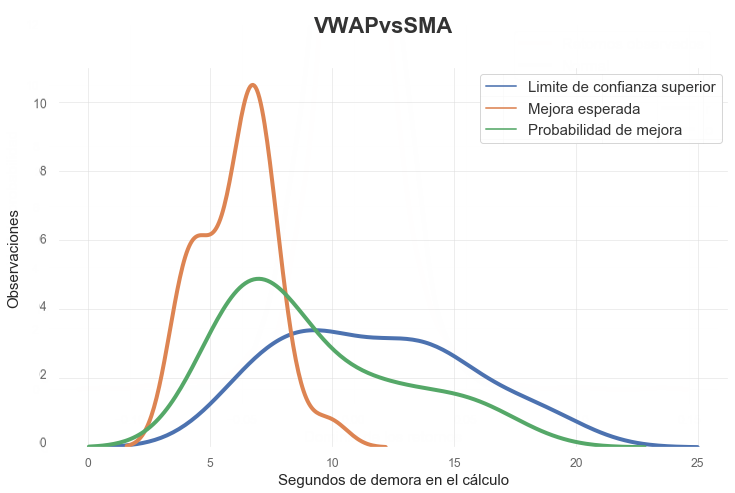 VWAPvsSMA
Limite de confianza superior
Mejora esperada
Probabilidad de mejora
Observaciones
10
8
6
4
2
0
0 5 10 15 20 25
Segundos de demora en el cálculo